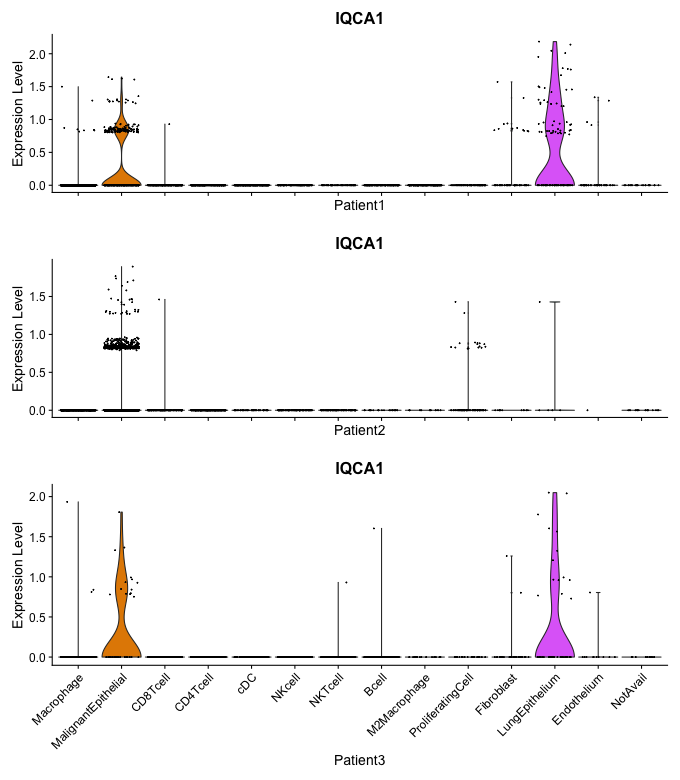 IQCA1
Expression Level
2.0
1.5
1.0
0.5
0.0
Patient1
IQCA1
Expression Level
1.5
1.0
0.5
0.0
Patient2
IQCA1
Expression Level
2.0
1.5
1.0
0.5
0.0
Macrophage
MalignantEpithelial
CD8Tcell
CD4Tcell
cDC
NKcell
NKTcell
Bcell
M2Macrophage
ProliferatingCell
Fibroblast
LungEpithelium
Endothelium
NotAvail
Patient3